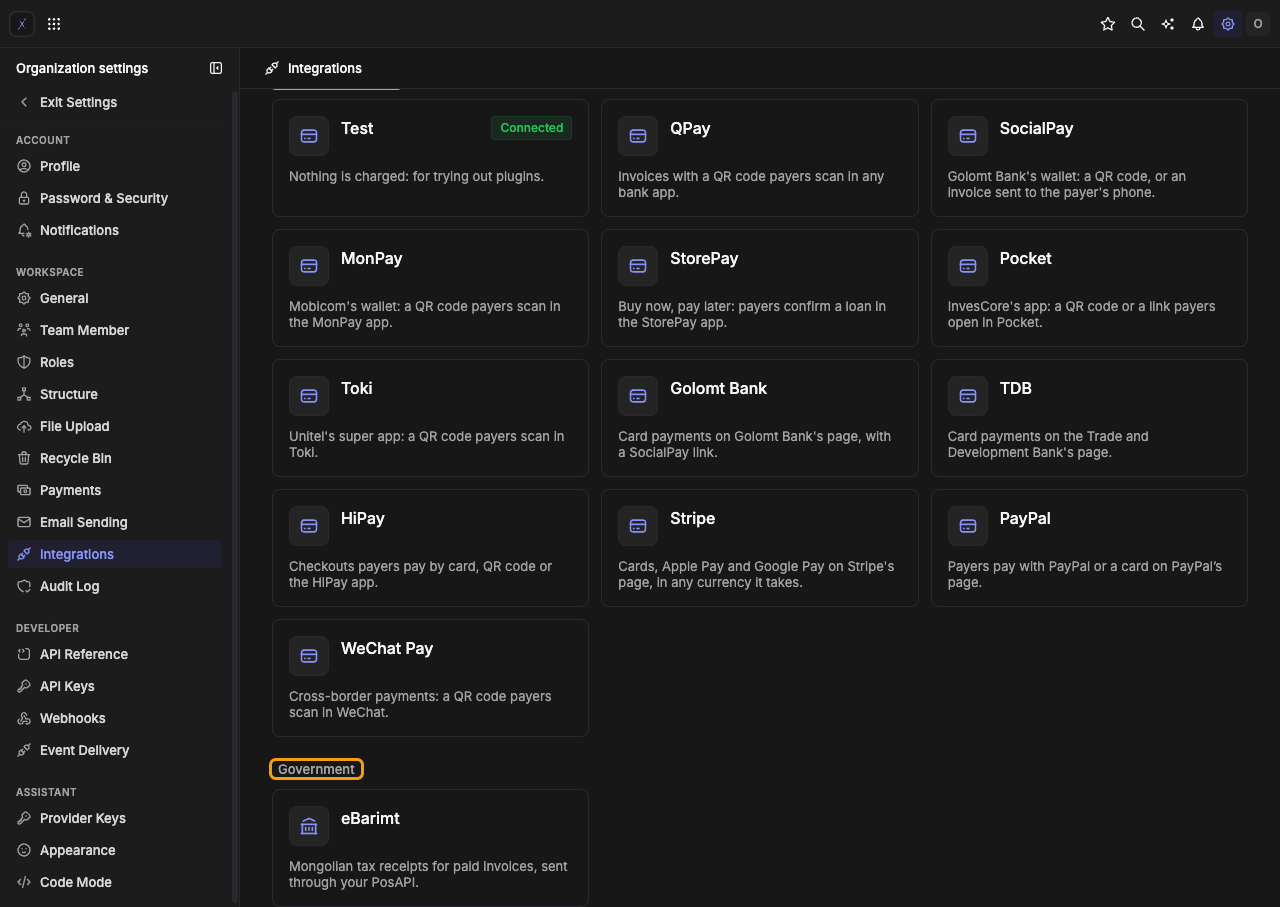 O
Organization settings
Exit Settings
ACCOUNT
Profile
Password & Security
Notifications
WORKSPACE
General
Team Member
Roles
Structure
File Upload
Recycle Bin
Payments
Email Sending
Integrations
Audit Log
DEVELOPER
API Reference
API Keys
Webhooks
Event Delivery
ASSISTANT
Provider Keys
Appearance
Code Mode
Integrations
Test
Connected
Nothing is charged: for trying out plugins.
QPay
Invoices with a QR code payers scan in any
bank app.
SocialPay
Golomt Bank's wallet: a QR code, or an
invoice sent to the payer's phone.
MonPay
Mobicom's wallet: a QR code payers scan in
the MonPay app.
StorePay
Buy now, pay later: payers confirm a loan in
the StorePay app.
Pocket
InvesCore's app: a QR code or a link payers
open in Pocket.
Toki
Unitel's super app: a QR code payers scan in
Toki.
Golomt Bank
Card payments on Golomt Bank's page, with
a SocialPay link.
TDB
Card payments on the Trade and
Development Bank's page.
HiPay
Checkouts payers pay by card, QR code or
the HiPay app.
Stripe
Cards, Apple Pay and Google Pay on Stripe's
page, in any currency it takes.
PayPal
Payers pay with PayPal or a card on PayPal's
page.
WeChat Pay
Cross-border payments: a QR code payers
scan in WeChat.
Government
eBarimt
Mongolian tax receipts for paid invoices, sent
through your PosAPI.